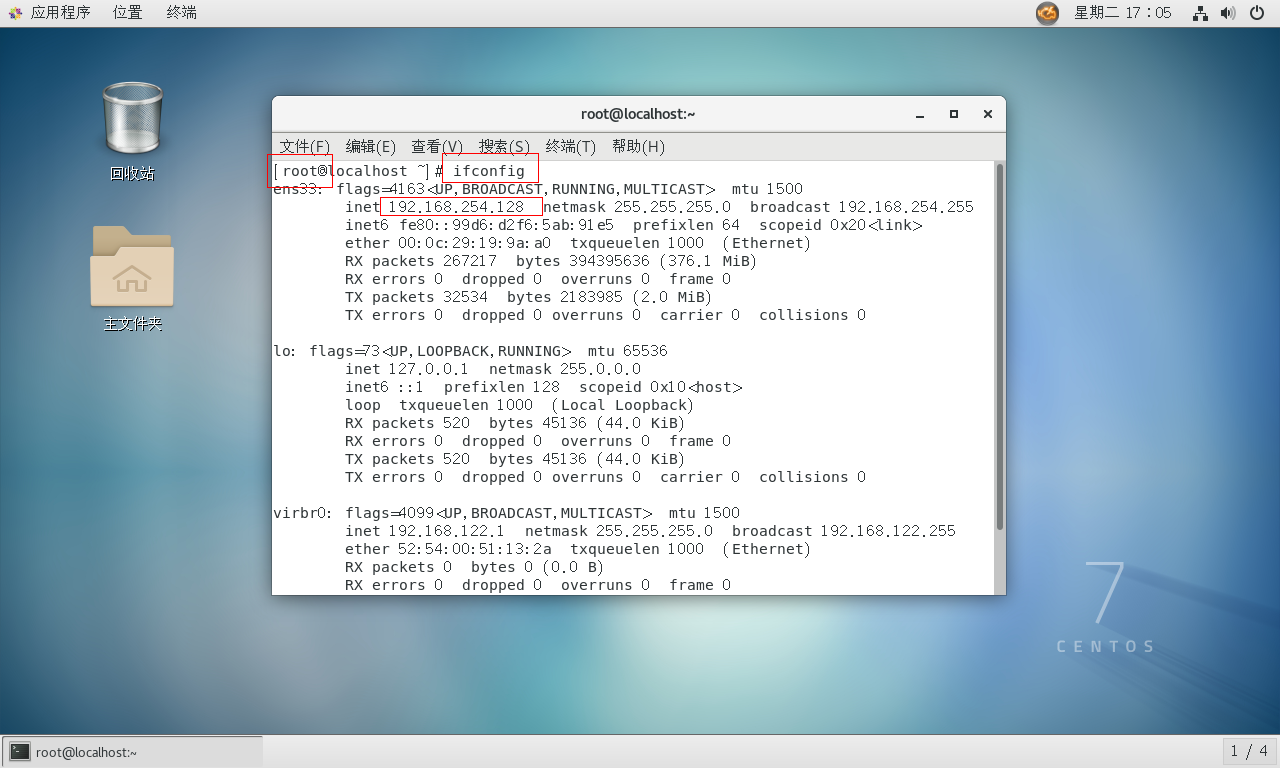 应用程序 位置 终端 星期二 17：05
回收站
主文件夹
root@localhost:~
文件(F) 编辑(E) 查看(V) 搜索(S) 终端(T) 帮助(H)
[root@localhost ~]# ifconfig
ens33: flags=4163<UP,BROADCAST,RUNNING,MULTICAST>  mtu 1500
        inet 192.168.254.128  netmask 255.255.255.0  broadcast 192.168.254.255
        inet6 fe80::99d6:d2f6:5ab:91e5  prefixlen 64  scopeid 0x20<link>
        ether 00:0c:29:19:9a:a0  txqueuelen 1000  (Ethernet)
        RX packets 267217  bytes 394395636 (376.1 MiB)
        RX errors 0  dropped 0  overruns 0  frame 0
        TX packets 32534  bytes 2183985 (2.0 MiB)
        TX errors 0  dropped 0 overruns 0  carrier 0  collisions 0
lo: flags=73<UP,LOOPBACK,RUNNING>  mtu 65536
        inet 127.0.0.1  netmask 255.0.0.0
        inet6 ::1  prefixlen 128  scopeid 0x10<host>
        loop  txqueuelen 1000  (Local Loopback)
        RX packets 520  bytes 45136 (44.0 KiB)
        RX errors 0  dropped 0  overruns 0  frame 0
        TX packets 520  bytes 45136 (44.0 KiB)
        TX errors 0  dropped 0 overruns 0  carrier 0  collisions 0
virbr0: flags=4099<UP,BROADCAST,MULTICAST>  mtu 1500
        inet 192.168.122.1  netmask 255.255.255.0  broadcast 192.168.122.255
        ether 52:54:00:51:13:2a  txqueuelen 1000  (Ethernet)
        RX packets 0  bytes 0 (0.0 B)
        RX errors 0  dropped 0  overruns 0  frame 0
7
CENTOS
root@localhost:~
1 / 4